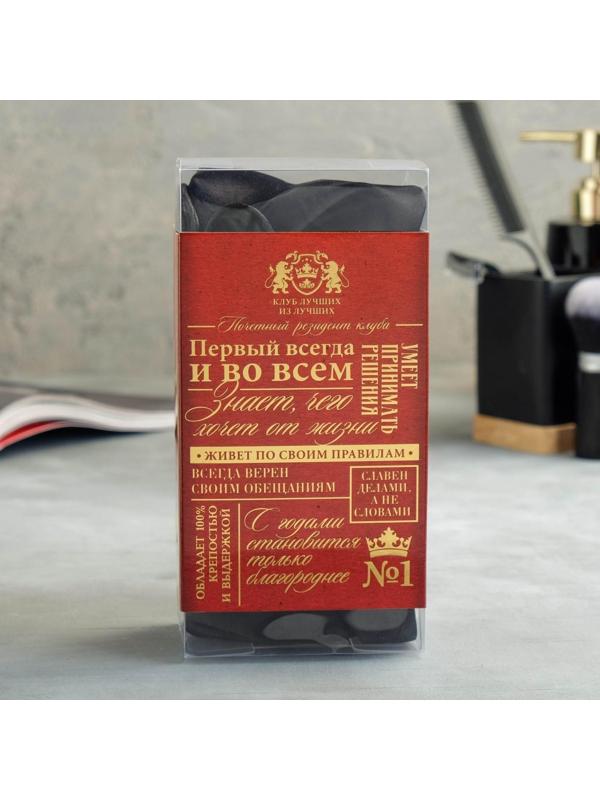 КЛУБ ЛУЧШИХ
ИЗ ЛУЧШИХ
Почетный резидент клуба
Первый всегда
и во всем
УМЕЕТ
ПРИНИМАТЬ
РЕШЕНИЯ
Знает, чего
хочет от жизни
• ЖИВЕТ ПО СВОИМ ПРАВИЛАМ •
ВСЕГДА ВЕРЕН
СВОИМ ОБЕЩАНИЯМ
СЛАВЕН
ДЕЛАМИ,
А НЕ
СЛОВАМИ
ОБЛАДАЕТ 100%
КРЕПОСТЬЮ
И ВЫДЕРЖКОЙ
С годами
становится
только
благороднее
№1